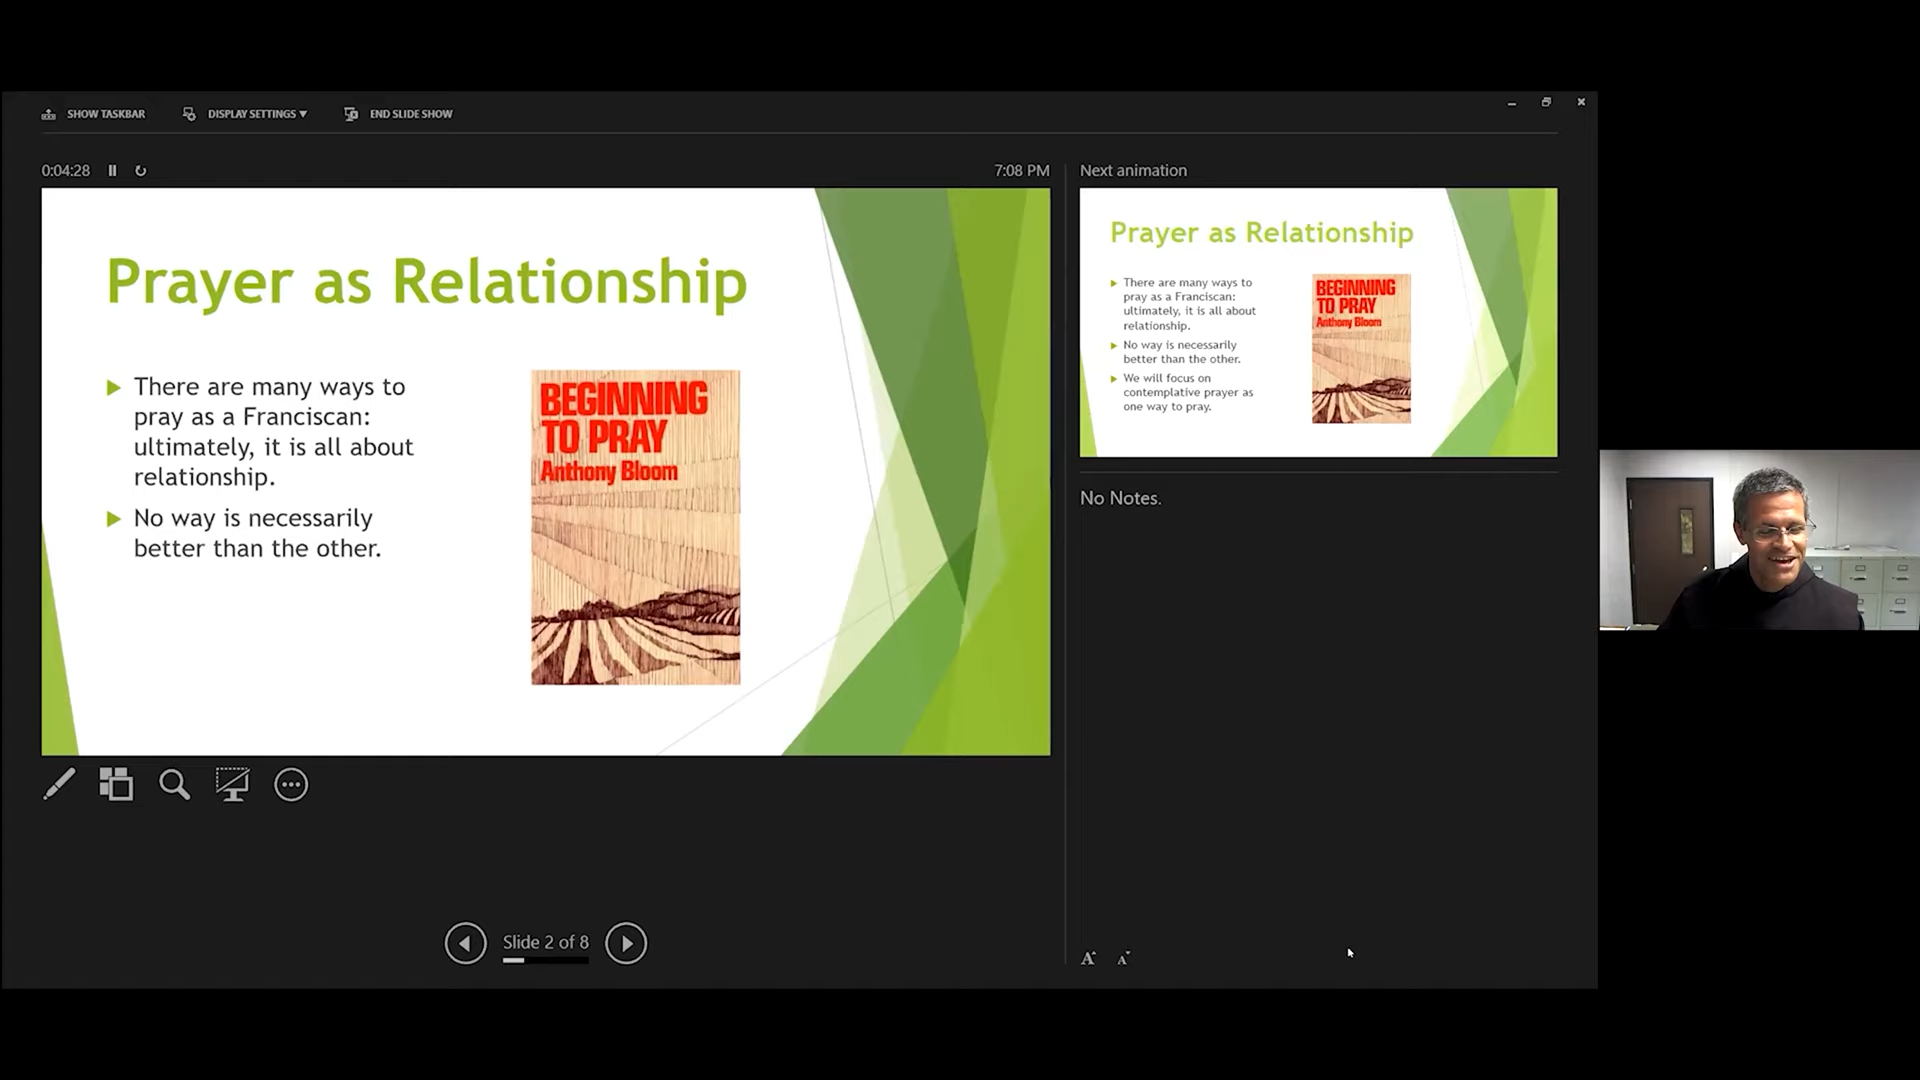 SHOW TASKBAR
DISPLAY SETTINGS ▾
END SLIDE SHOW
0:04:28
7:08 PM
Prayer as Relationship
There are many ways to
pray as a Franciscan:
ultimately, it is all about
relationship.
No way is necessarily
better than the other.
BEGINNING
TO PRAY
Anthony Bloom
Slide 2 of 8
Next animation
Prayer as Relationship
There are many ways to
pray as a Franciscan:
ultimately, it is all about
relationship.
No way is necessarily
better than the other.
We will focus on
contemplative prayer as
one way to pray.
BEGINNING
TO PRAY
Anthony Bloom
No Notes.
A A